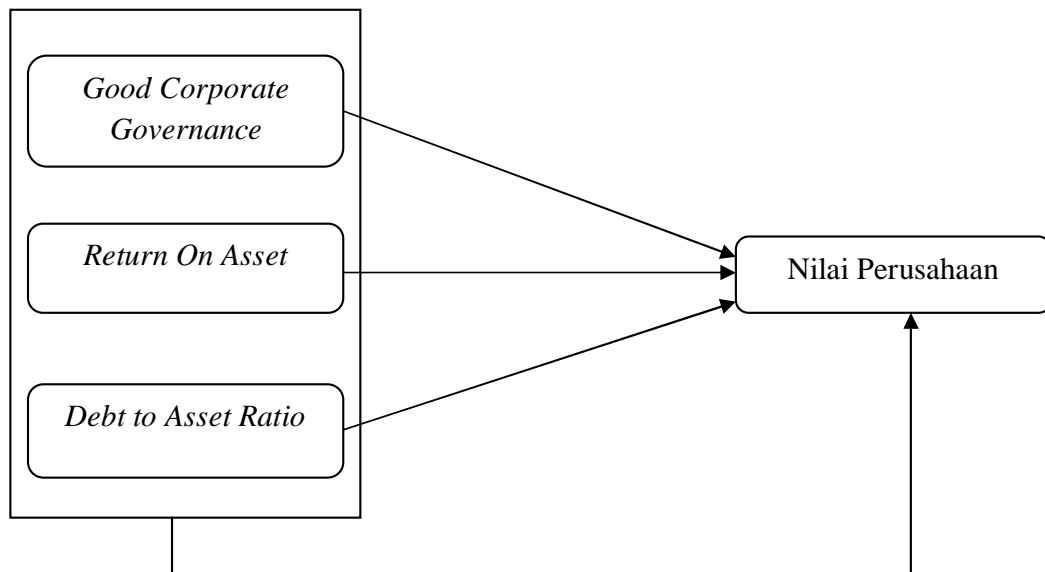 Good Corporate
Governance
Return On Asset
Nilai Perusahaan
Debt to Asset Ratio